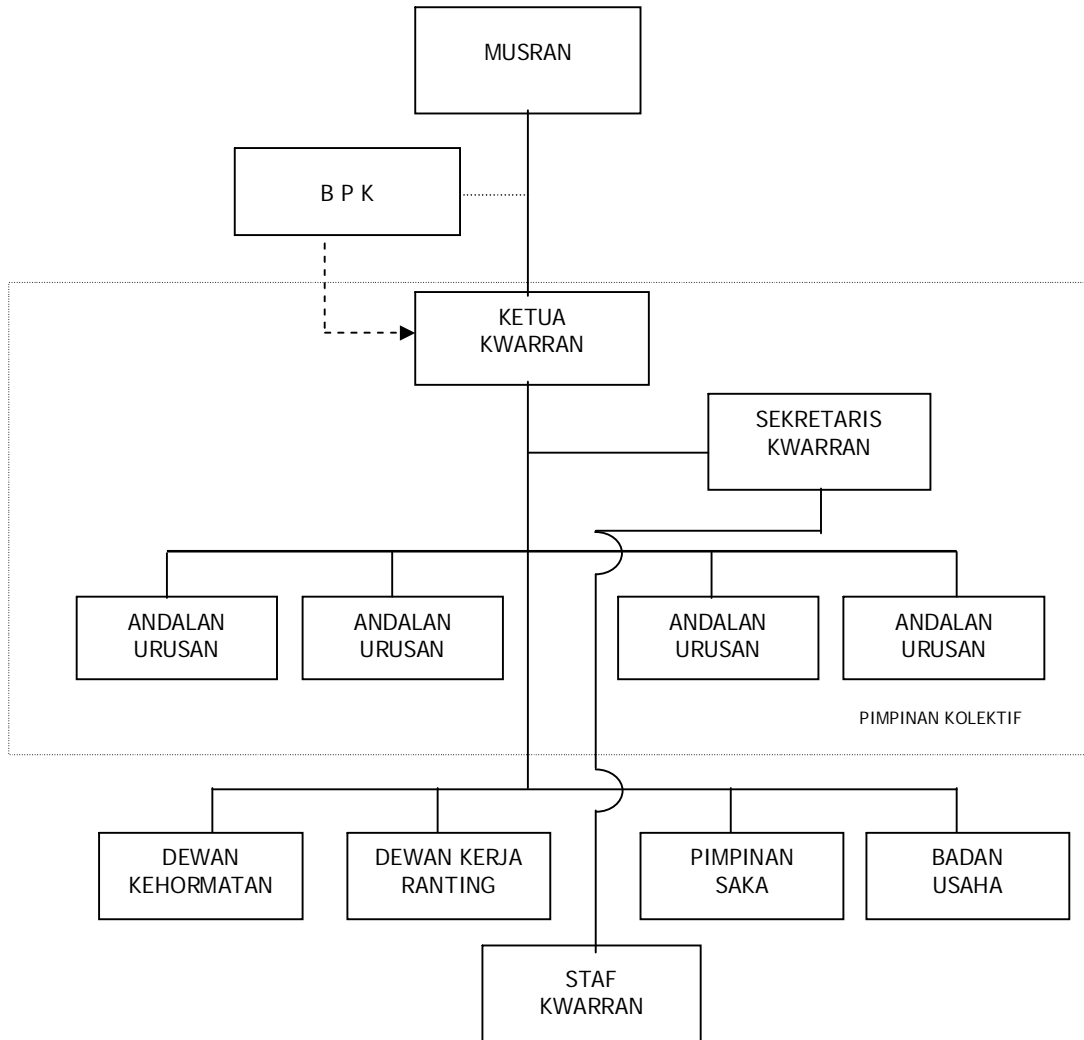 MUSRAN
B P K
KETUA
KWARRAN
SEKRETARIS
KWARRAN
ANDALAN
URUSAN
ANDALAN
URUSAN
ANDALAN
URUSAN
ANDALAN
URUSAN
PIMPINAN KOLEKTIF
DEWAN
KEHORMATAN
DEWAN KERJA
RANTING
PIMPINAN
SAKA
BADAN
USAHA
STAF
KWARRAN